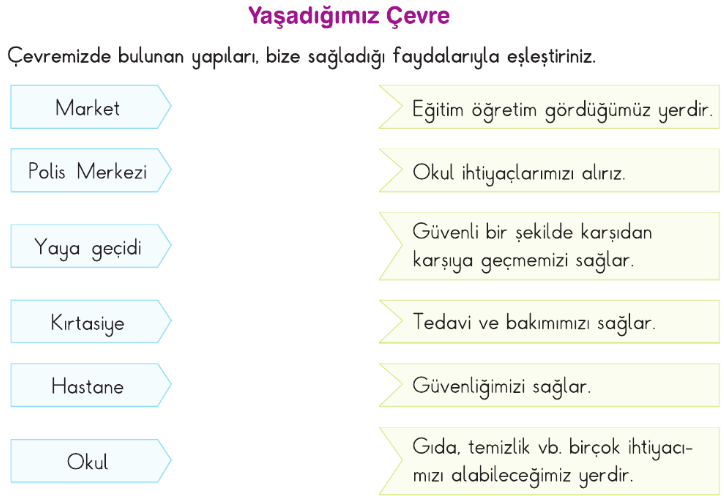 Yaşadığımız Çevre
Çevremizde bulunan yapıları, bize sağladığı faydalarıyla eşleştiriniz.
Market
Eğitim öğretim gördüğümüz yerdir.
Polis Merkezi
Okul ihtiyaçlarımızı alırız.
Yaya geçidi
Güvenli bir şekilde karşıdan
karşıya geçmemizi sağlar.
Kırtasiye
Tedavi ve bakımımızı sağlar.
Hastane
Güvenliğimizi sağlar.
Okul
Gıda, temizlik vb. birçok ihtiyacı-
mızı alabileceğimiz yerdir.